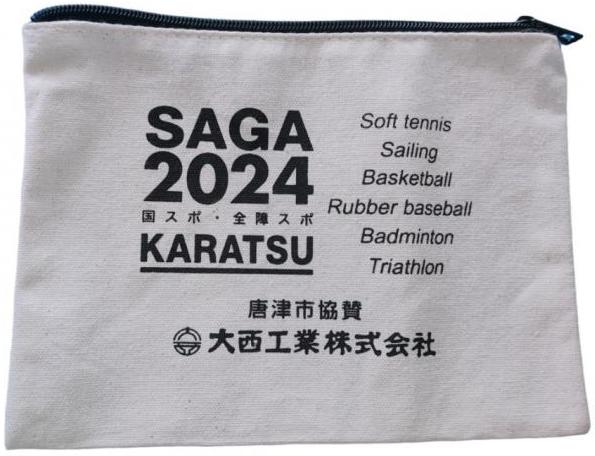 SAGA
2024
国スポ・全障スポ
KARATSU
Soft tennis
Sailing
Basketball
Rubber baseball
Badminton
Triathlon
唐津市協賛
大西工業株式会社